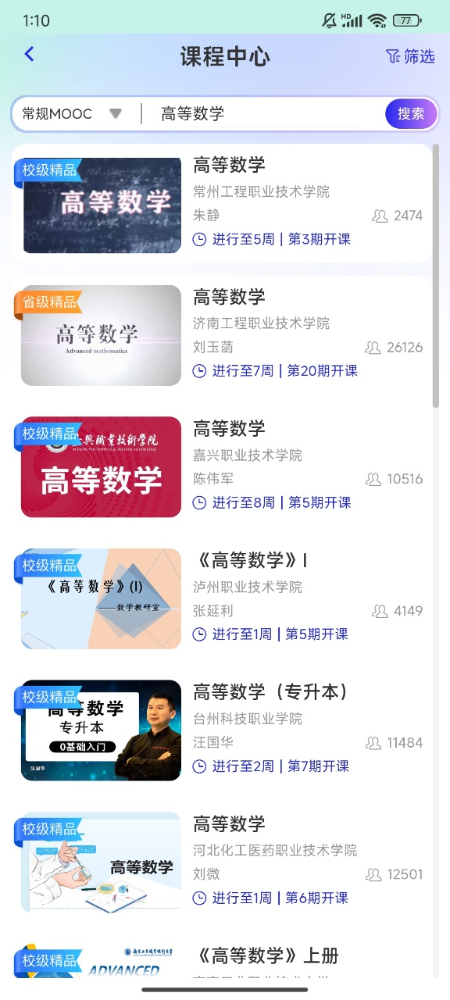 1:10
HD
77
课程中心
筛选
常规MOOC
高等数学
搜索
校级精品
高等数学
高等数学
常州工程职业技术学院
朱静
2474
进行至5周 | 第3期开课
省级精品
高等数学
Advanced mathematics
高等数学
济南工程职业技术学院
刘玉菡
26126
进行至7周 | 第20期开课
校级精品
嘉兴职业技术学院
JIAXING VOCATIONAL & TECHNICAL COLLEGE
高等数学
高等数学
嘉兴职业技术学院
陈伟军
10516
进行至8周 | 第5期开课
校级精品
《高等数学》(I)
——数学教研室
《高等数学》I
泸州职业技术学院
张延利
4149
进行至1周 | 第5期开课
校级精品
高等数学
专升本
0基础入门
汪国华
高等数学（专升本）
台州科技职业学院
汪国华
11484
进行至2周 | 第7期开课
校级精品
高等数学
高等数学
河北化工医药职业技术学院
刘微
12501
进行至1周 | 第6期开课
校级精品
ADVANCED
《高等数学》上册